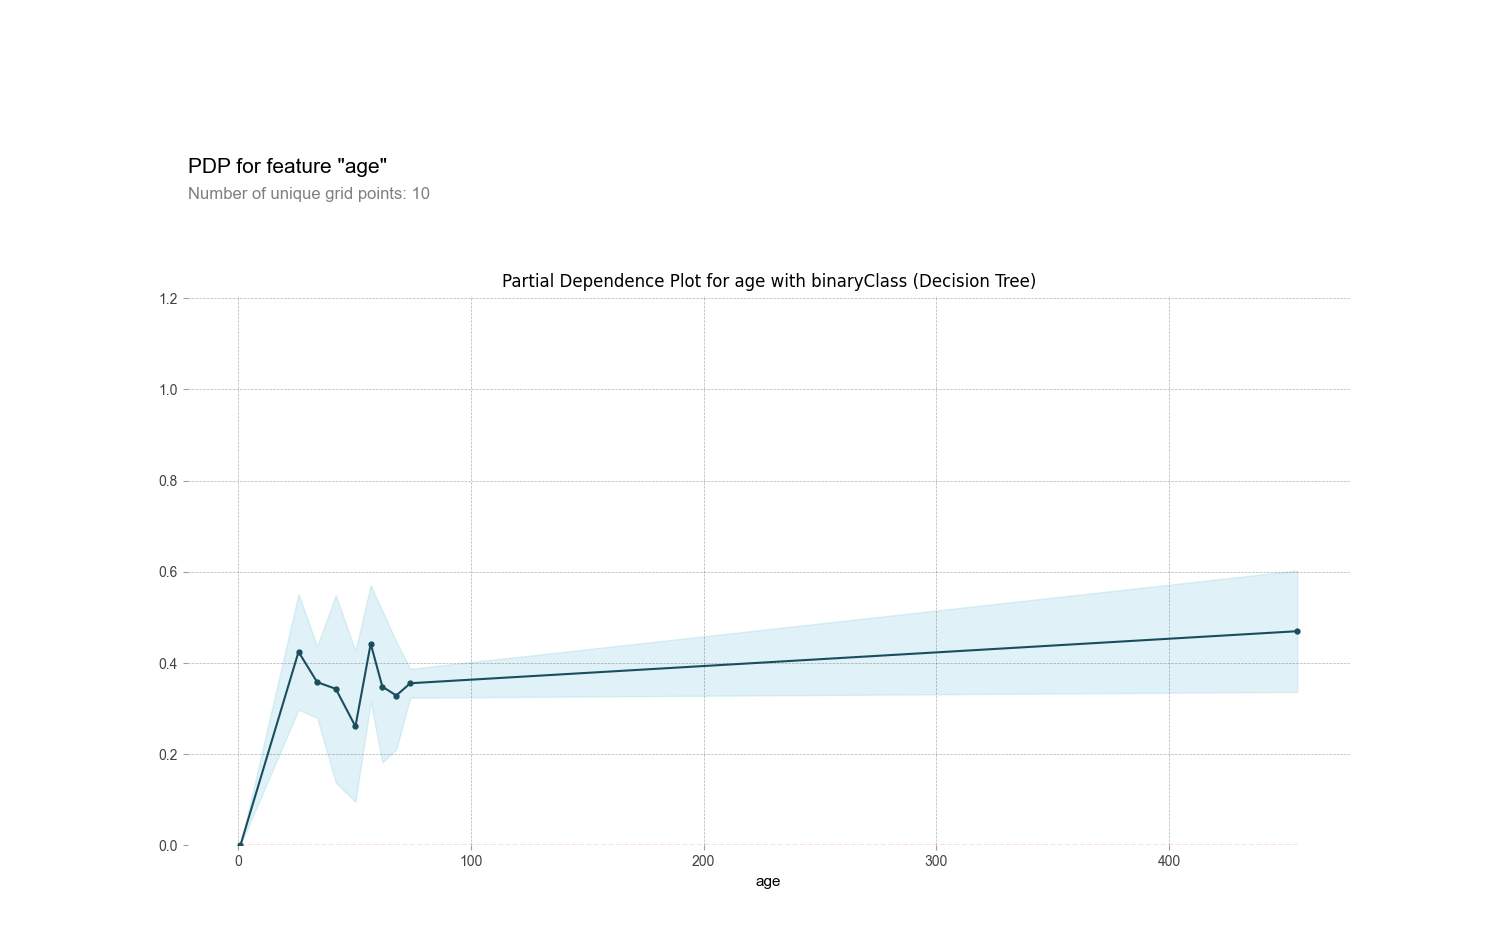 PDP for feature "age"
Number of unique grid points: 10
Partial Dependence Plot for age with binaryClass (Decision Tree)
1.2
1.0
0.8
0.6
0.4
0.2
0.0
0 100 200 300 400
age